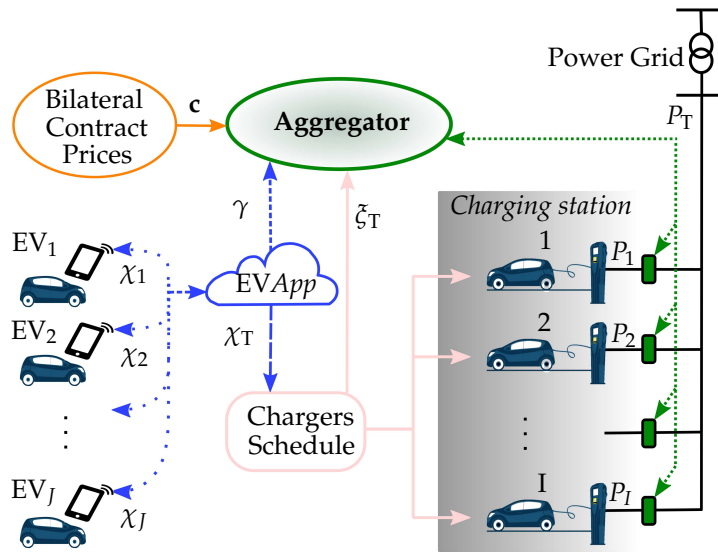 Power Grid
P_T
Bilateral
Contract
Prices
c
Aggregator
γ
ξ_T
Charging station
EV_1
χ_1
EVApp
1
P_1
EV_2
χ_2
χ_T
2
P_2
⋮
Chargers
Schedule
⋮
EV_J
χ_J
I
P_I